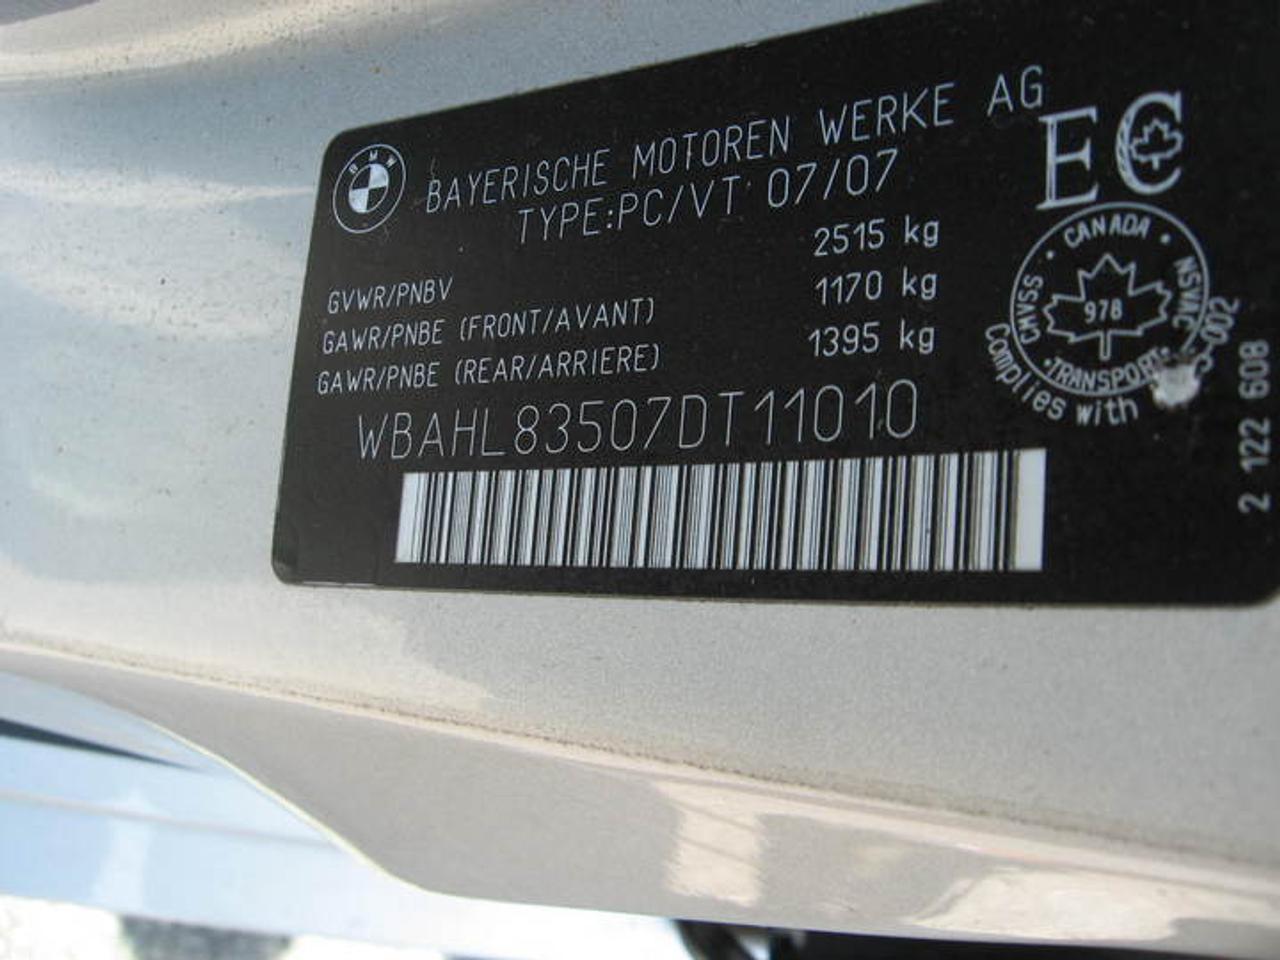 BMW
BAYERISCHE MOTOREN WERKE AG
EC
TYPE:PC/VT 07/07
GVWR/PNBV 2515 kg
GAWR/PNBE (FRONT/AVANT) 1170 kg
GAWR/PNBE (REAR/ARRIERE) 1395 kg
WBAHL83507DT11010
• CANADA •
CMVSS
NSVAC
978
•TRANSPORT•
Complies with
2 122 608